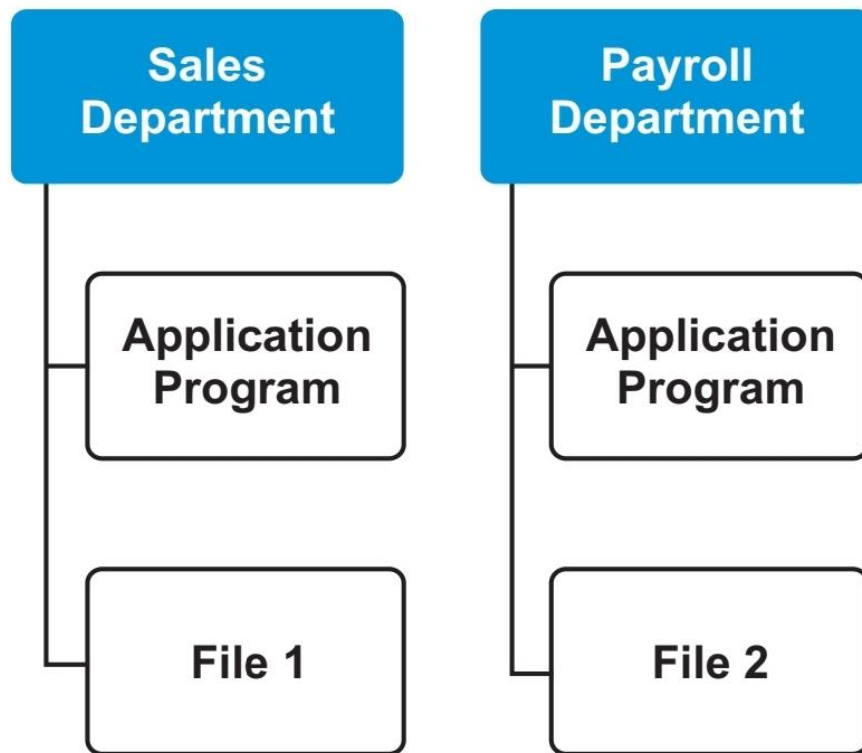 Sales
Department
Payroll
Department
Application
Program
Application
Program
File 1
File 2